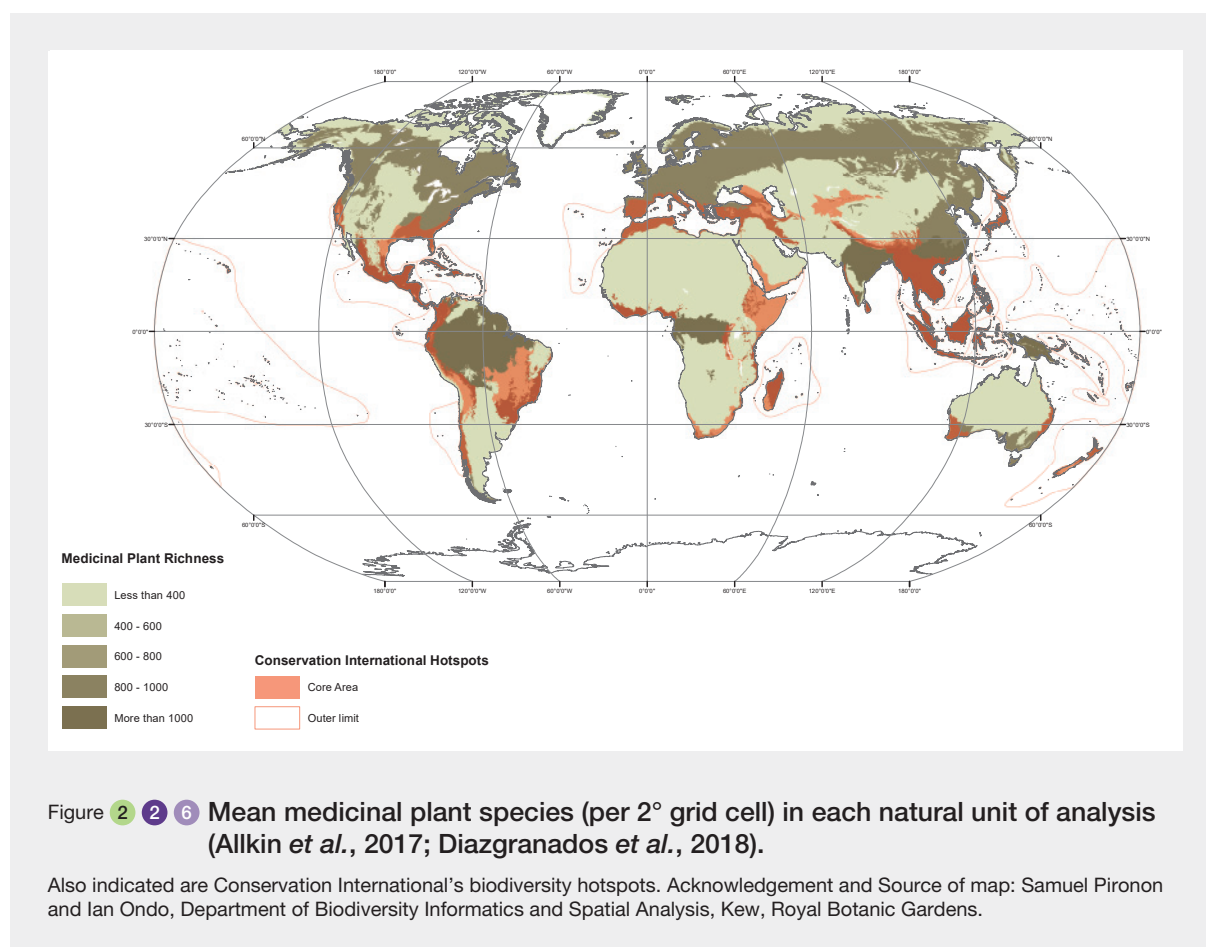 180°0'0" 120°0'0"W 60°0'0"W 0°0'0" 60°0'0"E 120°0'0"E 180°0'0"
60°0'0"N 60°0'0"N
30°0'0"N 30°0'0"N
0°0'0" 0°0'0"
30°0'0"S 30°0'0"S
60°0'0"S 60°0'0"S
180°0'0" 120°0'0"W 60°0'0"W 0°0'0" 60°0'0"E 120°0'0"E 180°0'0"
Medicinal Plant Richness
Less than 400
400 - 600
600 - 800
800 - 1000
More than 1000
Conservation International Hotspots
Core Area
Outer limit
Figure 2 2 6 Mean medicinal plant species (per 2° grid cell) in each natural unit of analysis
(Allkin et al., 2017; Diazgranados et al., 2018).
Also indicated are Conservation International's biodiversity hotspots. Acknowledgement and Source of map: Samuel Pironon
and Ian Ondo, Department of Biodiversity Informatics and Spatial Analysis, Kew, Royal Botanic Gardens.